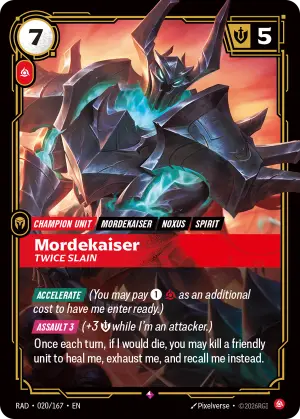 7
5
CHAMPION UNIT MORDEKAISER NOXUS SPIRIT
Mordekaiser
TWICE SLAIN
ACCELERATE (You may pay 1 as an additional
cost to have me enter ready.)
ASSAULT 3 (+3 while I'm an attacker.)
Once each turn, if I would die, you may kill a friendly
unit to heal me, exhaust me, and recall me instead.
RAD • 020/167 • EN
Pixelverse ©2026RGI